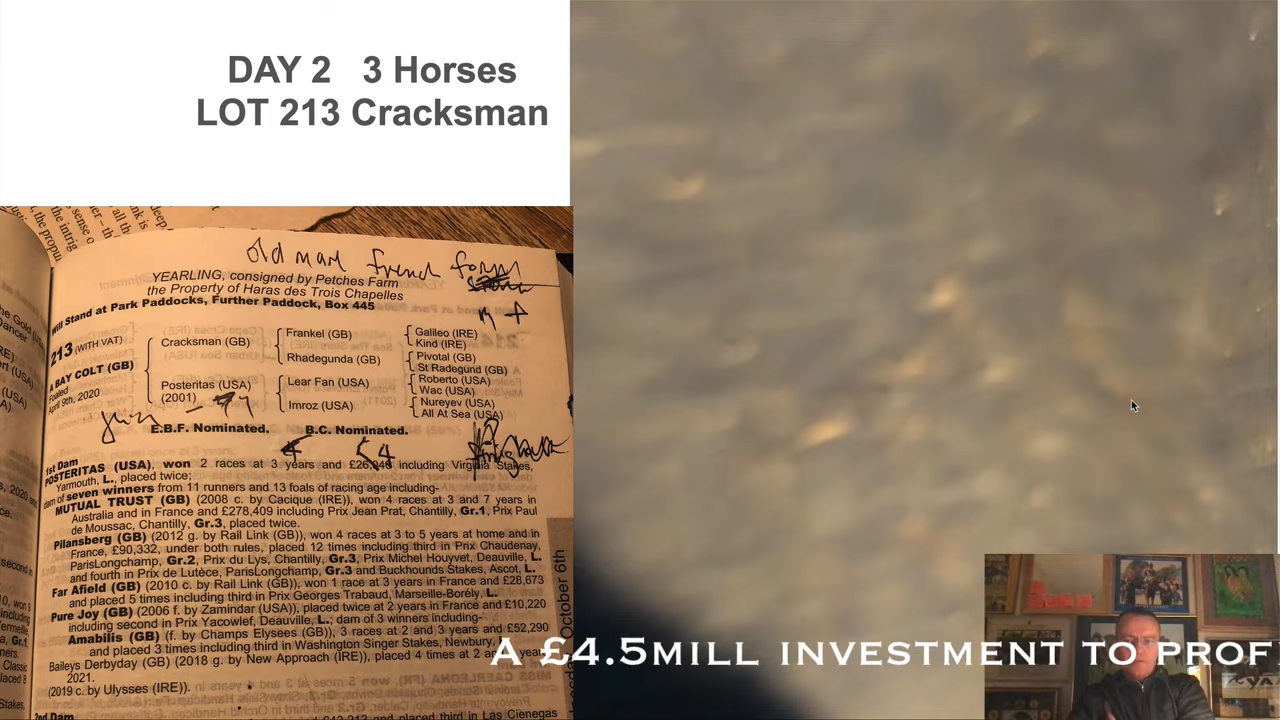 DAY 2 3 Horses
LOT 213 Cracksman
old man french form
YEARLING, consigned by Petches Farm
the Property of Haras des Trois Chapelles
Will Stand at Park Paddocks, Further Paddock, Box 445
213 (WITH VAT)
A BAY COLT (GB)
Foaled
April 9th, 2020
Cracksman (GB)
Posteritas (USA)
(2001)
Frankel (GB)
Rhadegunda (GB)
Lear Fan (USA)
Imroz (USA)
Galileo (IRE)
Kind (IRE)
Pivotal (GB)
St Radegund (GB)
Roberto (USA)
Wac (USA)
Nureyev (USA)
All At Sea (USA)
E.B.F. Nominated. B.C. Nominated.
1st Dam
POSTERITAS (USA), won 2 races at 3 years and £26,040 including Virginia Stakes,
Yarmouth, L., placed twice;
dam of seven winners from 11 runners and 13 foals of racing age including-
MUTUAL TRUST (GB) (2008 c. by Cacique (IRE)), won 4 races at 3 and 7 years in
Australia and in France and £278,409 including Prix Jean Prat, Chantilly, Gr.1, Prix Paul
de Moussac, Chantilly, Gr.3, placed twice.
Pilansberg (GB) (2012 g. by Rail Link (GB)), won 4 races at 3 to 5 years at home and in
France, £90,332, under both rules, placed 12 times including third in Prix Chaudenay,
ParisLongchamp, Gr.2, Prix du Lys, Chantilly, Gr.3, Prix Michel Houyvet, Deauville, L.
and fourth in Prix de Lutèce, ParisLongchamp, Gr.3 and Buckhounds Stakes, Ascot, L.
Far Afield (GB) (2010 c. by Rail Link (GB)), won 1 race at 3 years in France and £28,673
and placed 5 times including third in Prix Georges Trabaud, Marseille-Borély, L.
Pure Joy (GB) (2006 f. by Zamindar (USA)), placed twice at 2 years in France and £10,220
including second in Prix Yacowlef, Deauville, L.; dam of 3 winners including-
Amabilis (GB) (f. by Champs Elysees (GB)), 3 races at 2 and 3 years and £52,290
and placed 3 times including third in Washington Singer Stakes, Newbury,
Baileys Derbyday (GB) (2018 g. by New Approach (IRE)), placed 4 times at 2 years
2021.
(2019 c. by Ulysses (IRE)).
2nd Dam
and placed third in Las Cienegas
October 6th
A £4.5MILL INVESTMENT TO PROF